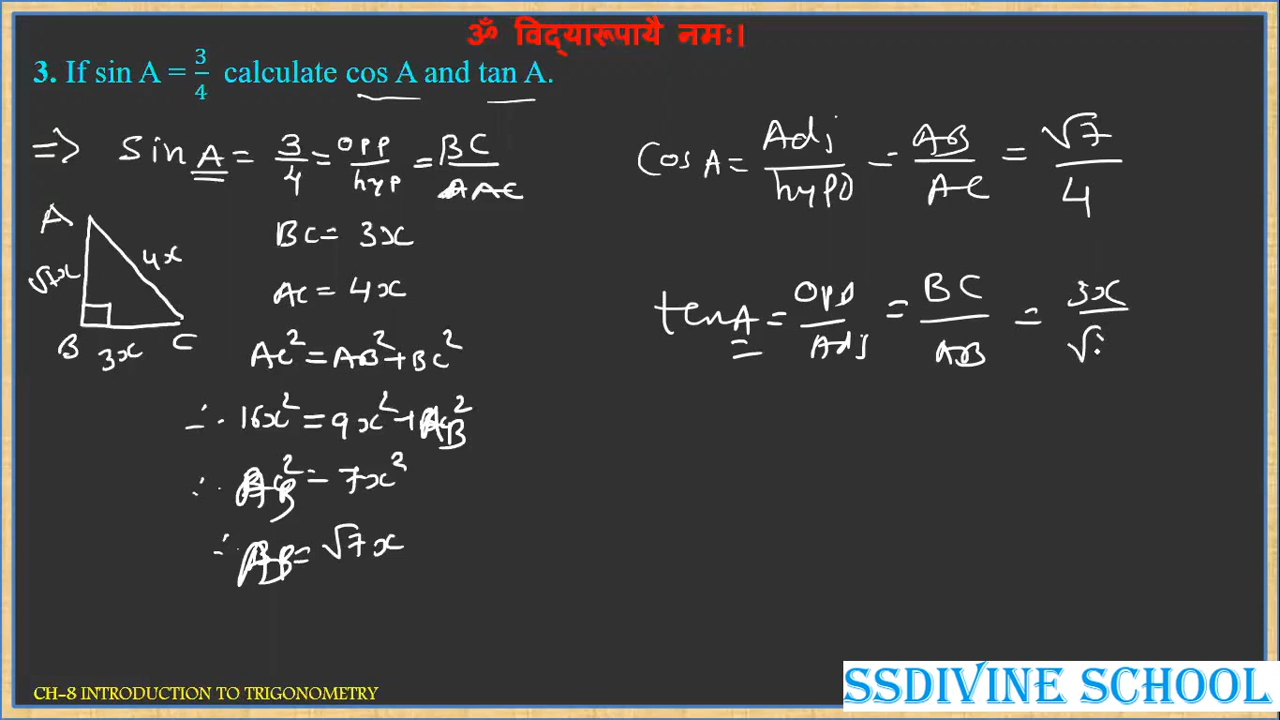 ॐ विद्यारूपायै नमः।
3. If sin A = 3/4 calculate cos A and tan A.
=> Sin A = 3/4 = opp/hyp = BC/AC
A
√7x
4x
B
3x
C
BC = 3x
AC = 4x
AC² = AB² + BC²
∴ 16x² = 9x² + AB²
∴ AB² = 7x²
∴ AB = √7x
Cos A = Adj/hypo = AB/AC = √7/4
tan A = Opp/Adj = BC/AB = 3x/√
CH-8 INTRODUCTION TO TRIGONOMETRY
SSDIVINE SCHOOL